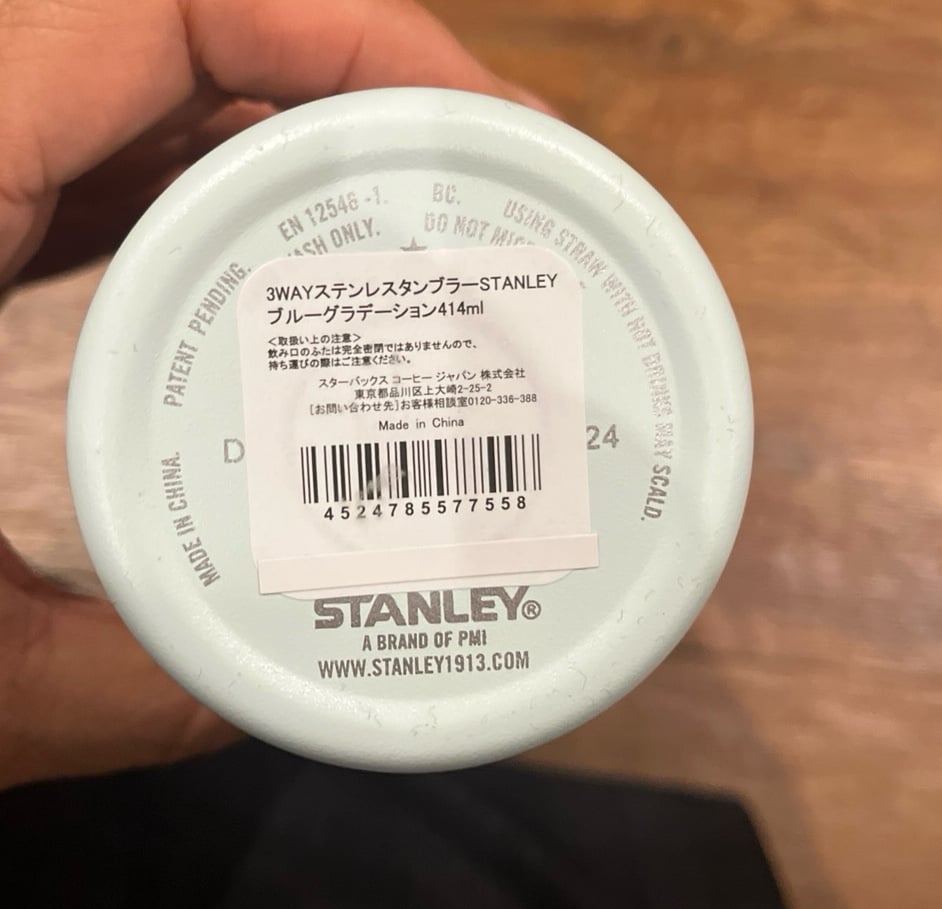 EN 12546 -1.
BC.
USING STRAW WITH HOT DRINKS MAY SCALD.
ASH ONLY.
DO NOT MIC
PATENT PENDING.
MADE IN CHINA.
3WAYステンレスタンブラーSTANLEY
ブルーグラデーション414ml
<取扱い上の注意>
飲み口のふたは完全密閉ではありませんので、
持ち運びの際はご注意ください。
スターバックス コーヒー ジャパン 株式会社
東京都品川区上大崎2-25-2
[お問い合わせ先]お客様相談室0120-336-388
Made in China
D
24
4524785577558
STANLEY®
A BRAND OF PMI
WWW.STANLEY1913.COM